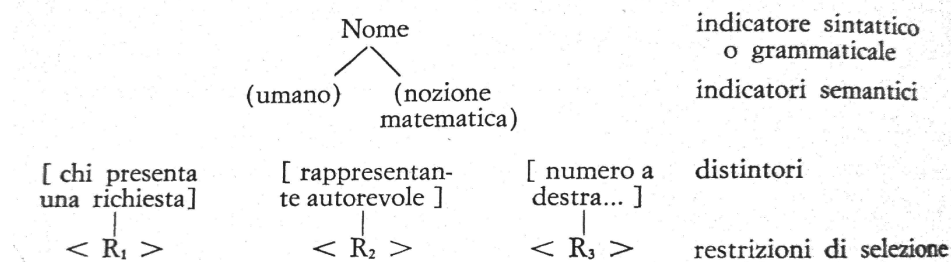 Nome
indicatore sintattico
o grammaticale
(umano) (nozione
matematica)
indicatori semantici
[ chi presenta
una richiesta]
[ rappresentan-
te autorevole ]
[ numero a
destra... ]
distintori
< R₁ > < R₂ > < R₃ > restrizioni di selezione